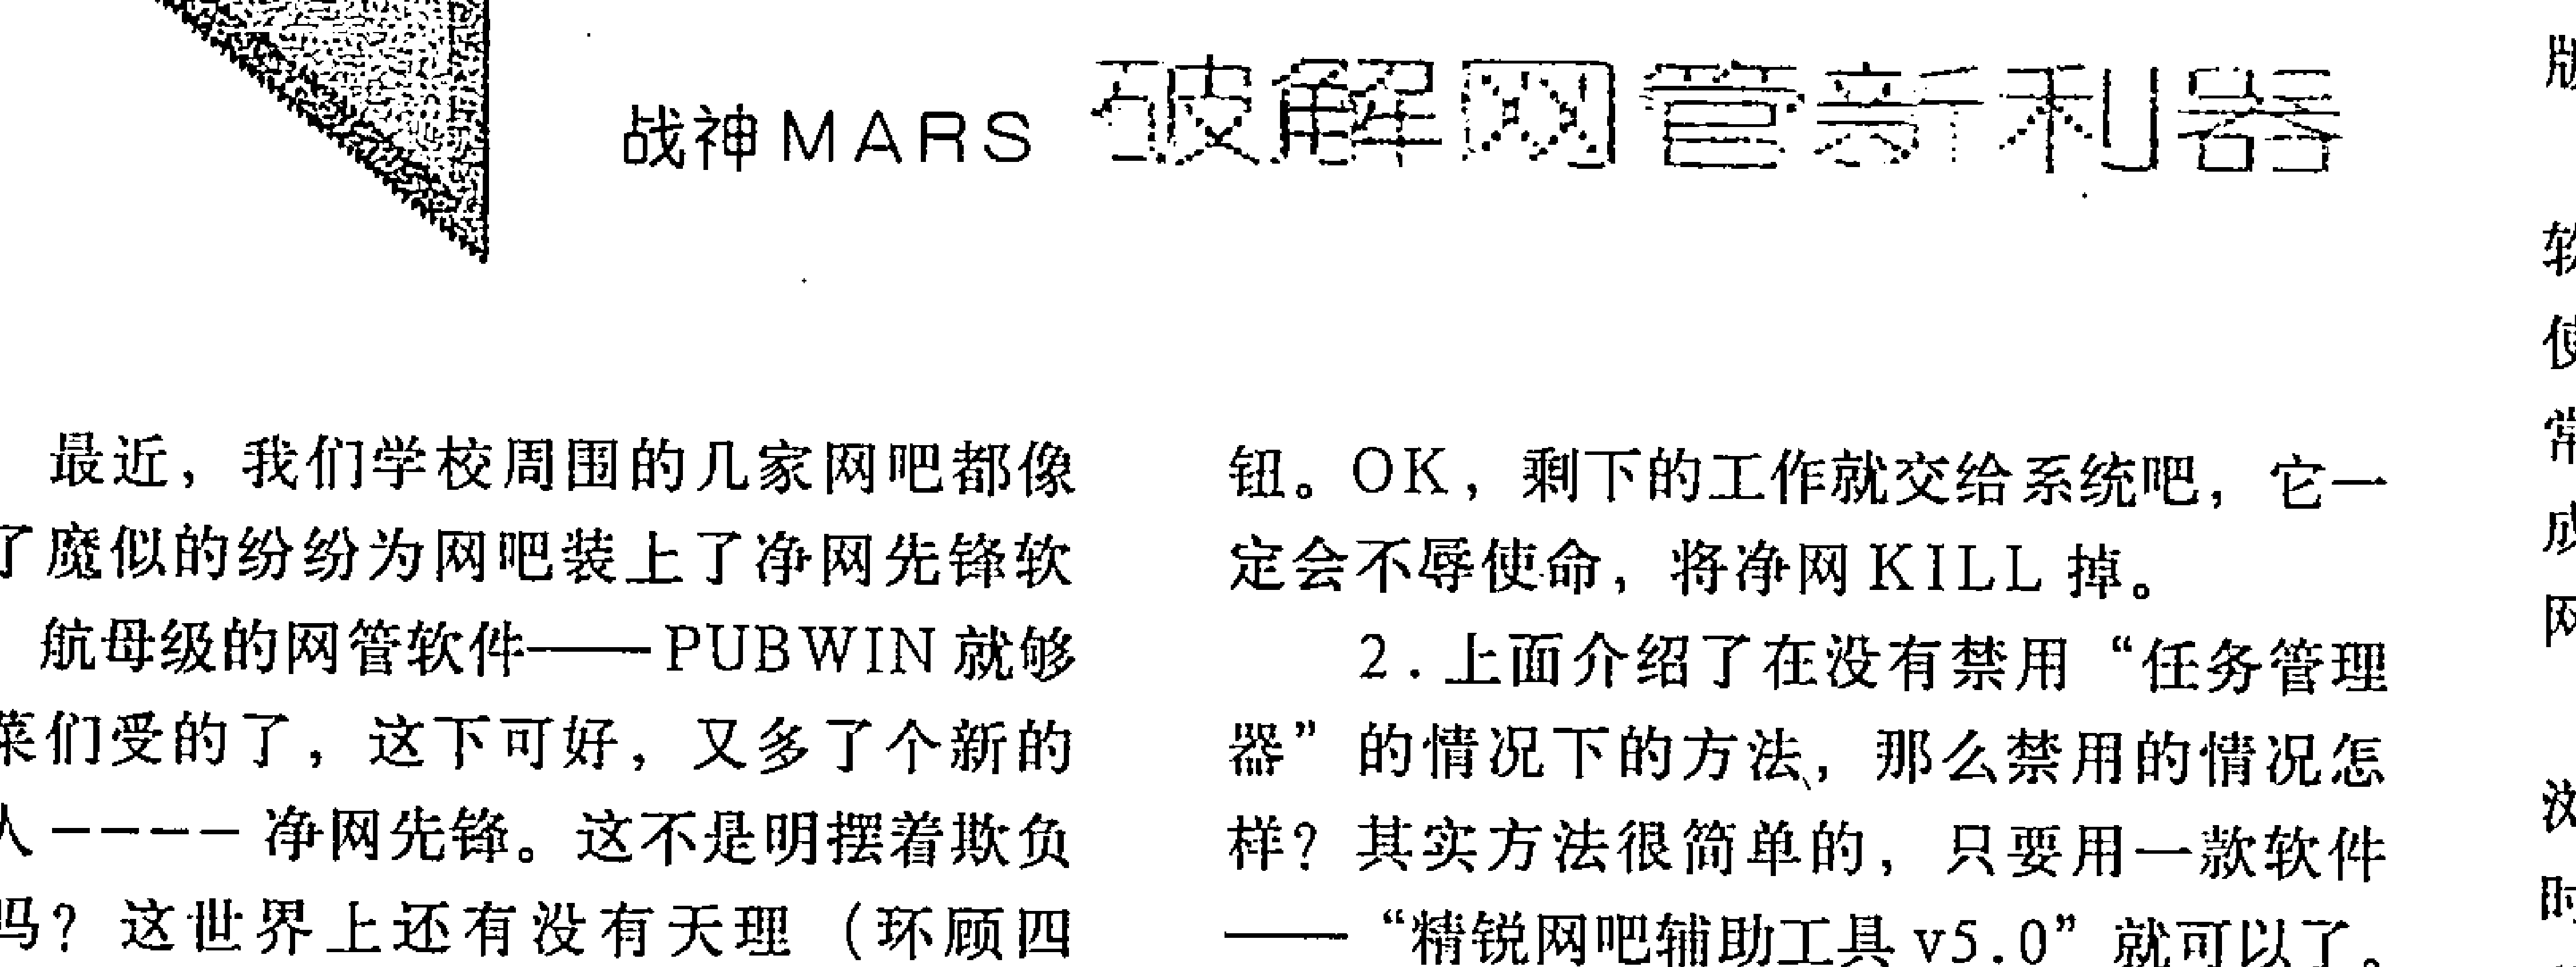 战神MARS 破解网管新利器
最近，我们学校周围的几家网吧都像
了魔似的纷纷为网吧装上了净网先锋软
航母级的网管软件——PUBWIN就够
菜们受的了，这下可好，又多了个新的
人----净网先锋。这不是明摆着欺负
吗？这世界上还有没有天理（环顾四
钮。OK，剩下的工作就交给系统吧，它一
定会不辱使命，将净网KILL掉。
2.上面介绍了在没有禁用“任务管理
器”的情况下的方法，那么禁用的情况怎
样？其实方法很简单的，只要用一款软件
——“精锐网吧辅助工具v5.0”就可以了。
版
软
使
常
成
网
时